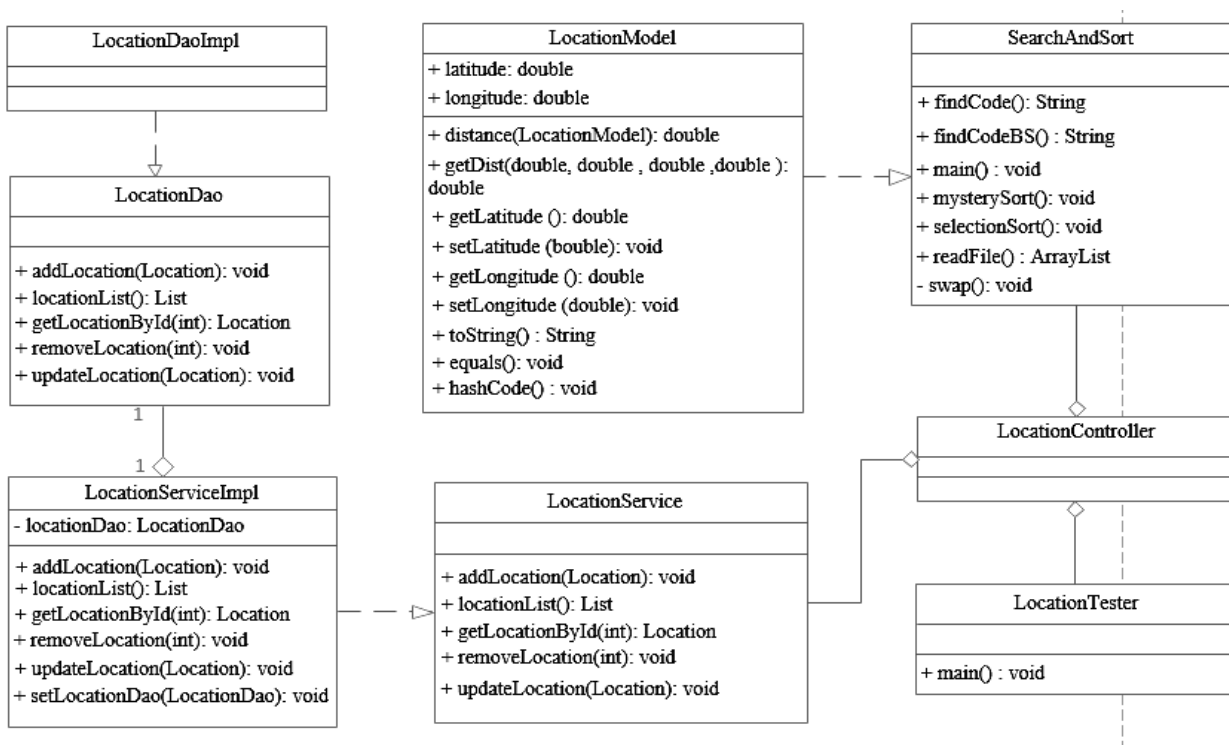 LocationDaoImpl
LocationDao
+ addLocation(Location): void
+ locationList(): List
+ getLocationById(int): Location
+ removeLocation(int): void
+ updateLocation(Location): void
1
1
LocationServiceImpl
- locationDao: LocationDao
+ addLocation(Location): void
+ locationList(): List
+ getLocationById(int): Location
+ removeLocation(int): void
+ updateLocation(Location): void
+ setLocationDao(LocationDao): void
LocationModel
+ latitude: double
+ longitude: double
+ distance(LocationModel): double
+ getDist(double, double , double ,double ):
double
+ getLatitude (): double
+ setLatitude (bouble): void
+ getLongitude (): double
+ setLongitude (double): void
+ toString() : String
+ equals(): void
+ hashCode() : void
LocationService
+ addLocation(Location): void
+ locationList(): List
+ getLocationById(int): Location
+ removeLocation(int): void
+ updateLocation(Location): void
SearchAndSort
+ findCode(): String
+ findCodeBS() : String
+ main() : void
+ mysterySort(): void
+ selectionSort(): void
+ readFile() : ArrayList
- swap(): void
LocationController
LocationTester
+ main() : void